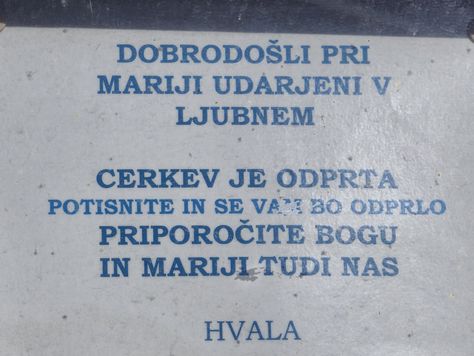 DOBRODOŠLI PRI
MARIJI UDARJENI V
LJUBNEM
CERKEV JE ODPRTA
POTISNITE IN SE VAM BO ODPRLO
PRIPOROČITE BOGU
IN MARIJI TUDI NAS
HVALA